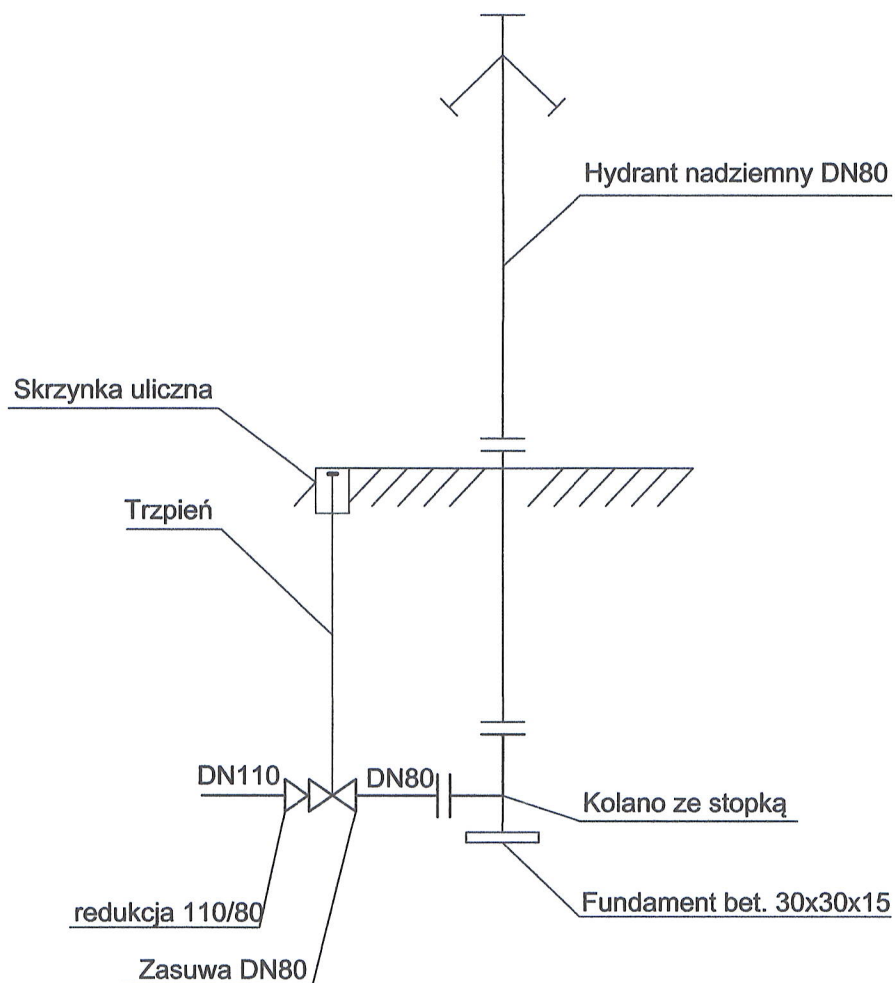 Hydrant nadziemny DN80
Skrzynka uliczna
Trzpień
DN110
DN80
Kolano ze stopką
redukcja 110/80
Fundament bet. 30x30x15
Zasuwa DN80